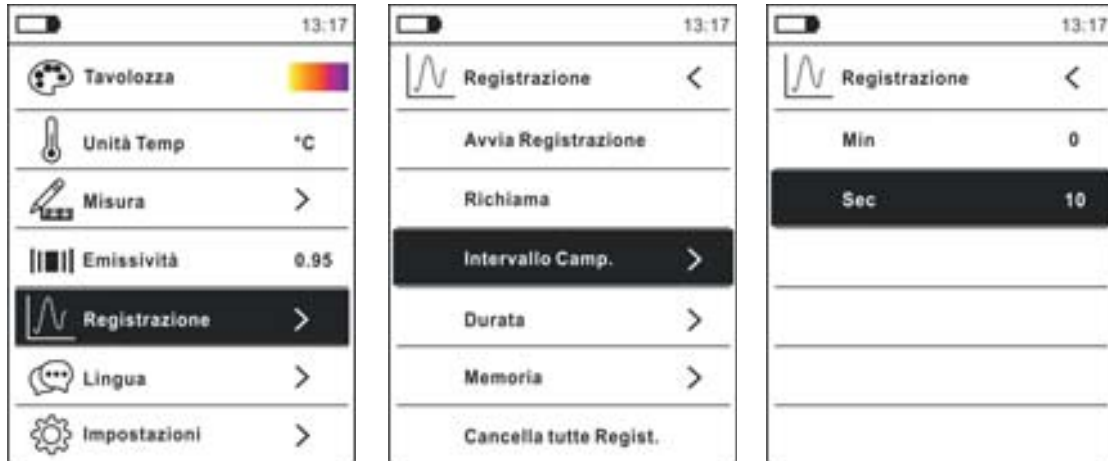 13:17
Tavolozza
Unità Temp °C
Misura >
Emissività 0.95
Registrazione >
Lingua >
Impostazioni >
13:17
Registrazione <
Avvia Registrazione
Richiama
Intervallo Camp. >
Durata >
Memoria >
Cancella tutte Regist.
13:17
Registrazione <
Min 0
Sec 10